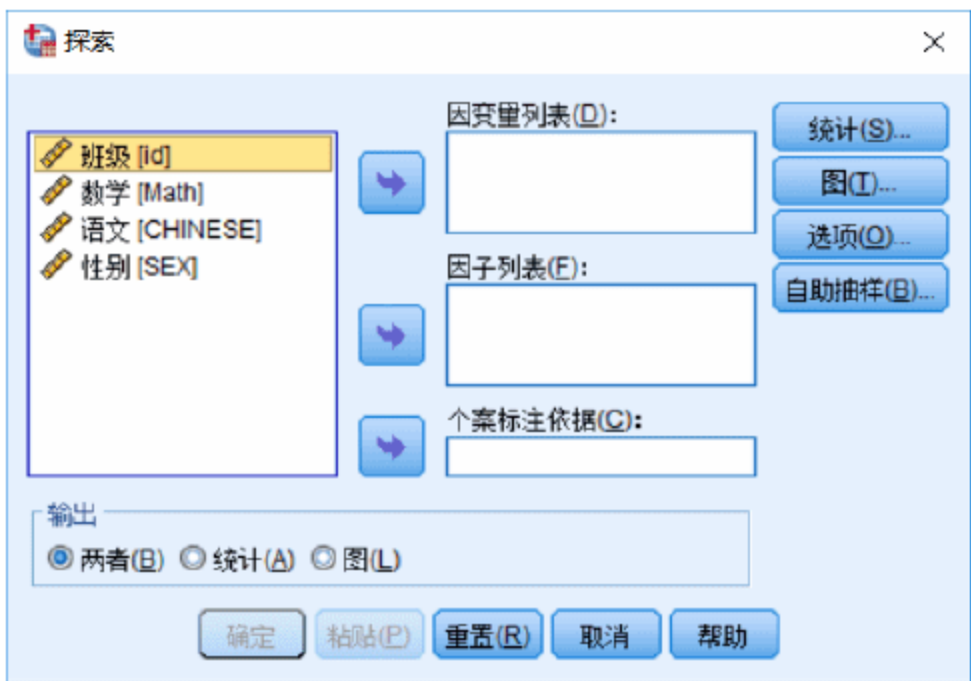 探索
因变量列表(D):
班级 [id]
数学 [Math]
语文 [CHINESE]
性别 [SEX]
因子列表(F):
个案标注依据(C):
统计(S)...
图(T)...
选项(O)...
自助抽样(B)...
输出
两者(B) 统计(A) 图(L)
确定 粘贴(P) 重置(R) 取消 帮助